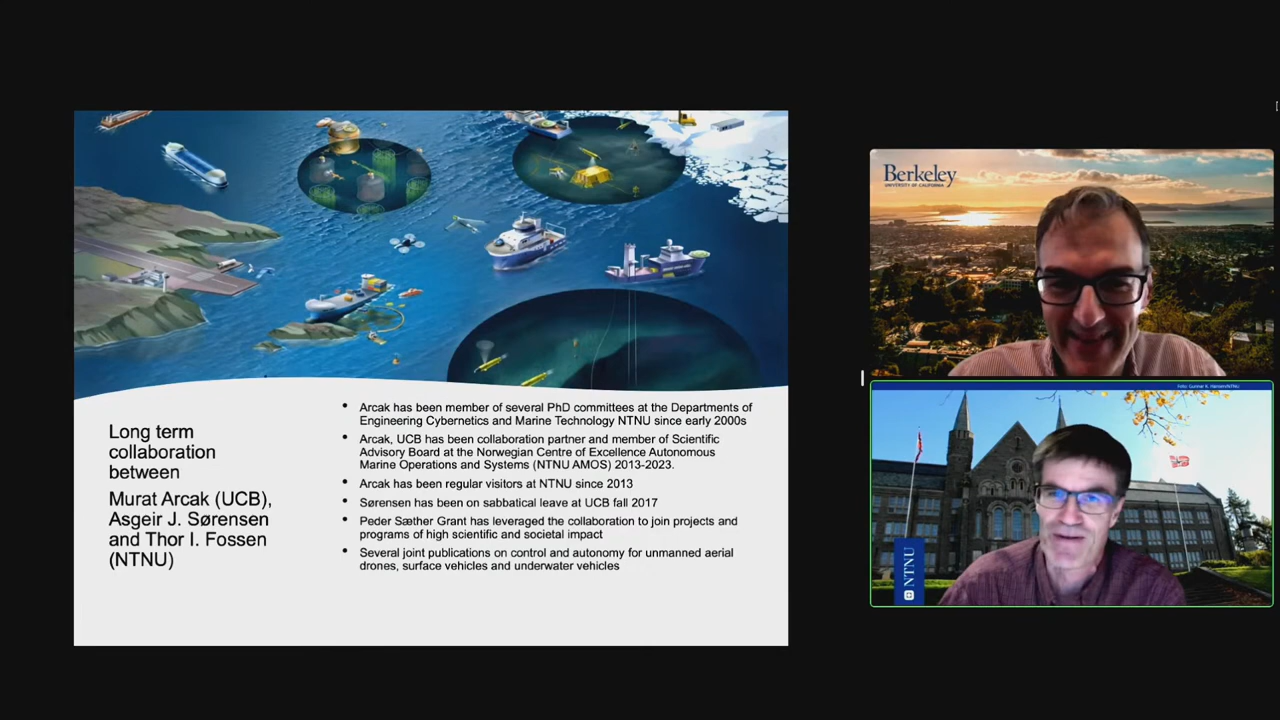 Long term
collaboration
between
Murat Arcak (UCB),
Asgeir J. Sørensen
and Thor I. Fossen
(NTNU)
• Arcak has been member of several PhD committees at the Departments of
Engineering Cybernetics and Marine Technology NTNU since early 2000s
• Arcak, UCB has been collaboration partner and member of Scientific
Advisory Board at the Norwegian Centre of Excellence Autonomous
Marine Operations and Systems (NTNU AMOS) 2013-2023.
• Arcak has been regular visitors at NTNU since 2013
• Sørensen has been on sabbatical leave at UCB fall 2017
• Peder Sæther Grant has leveraged the collaboration to join projects and
programs of high scientific and societal impact
• Several joint publications on control and autonomy for unmanned aerial
drones, surface vehicles and underwater vehicles
Berkeley
UNIVERSITY OF CALIFORNIA
NTNU